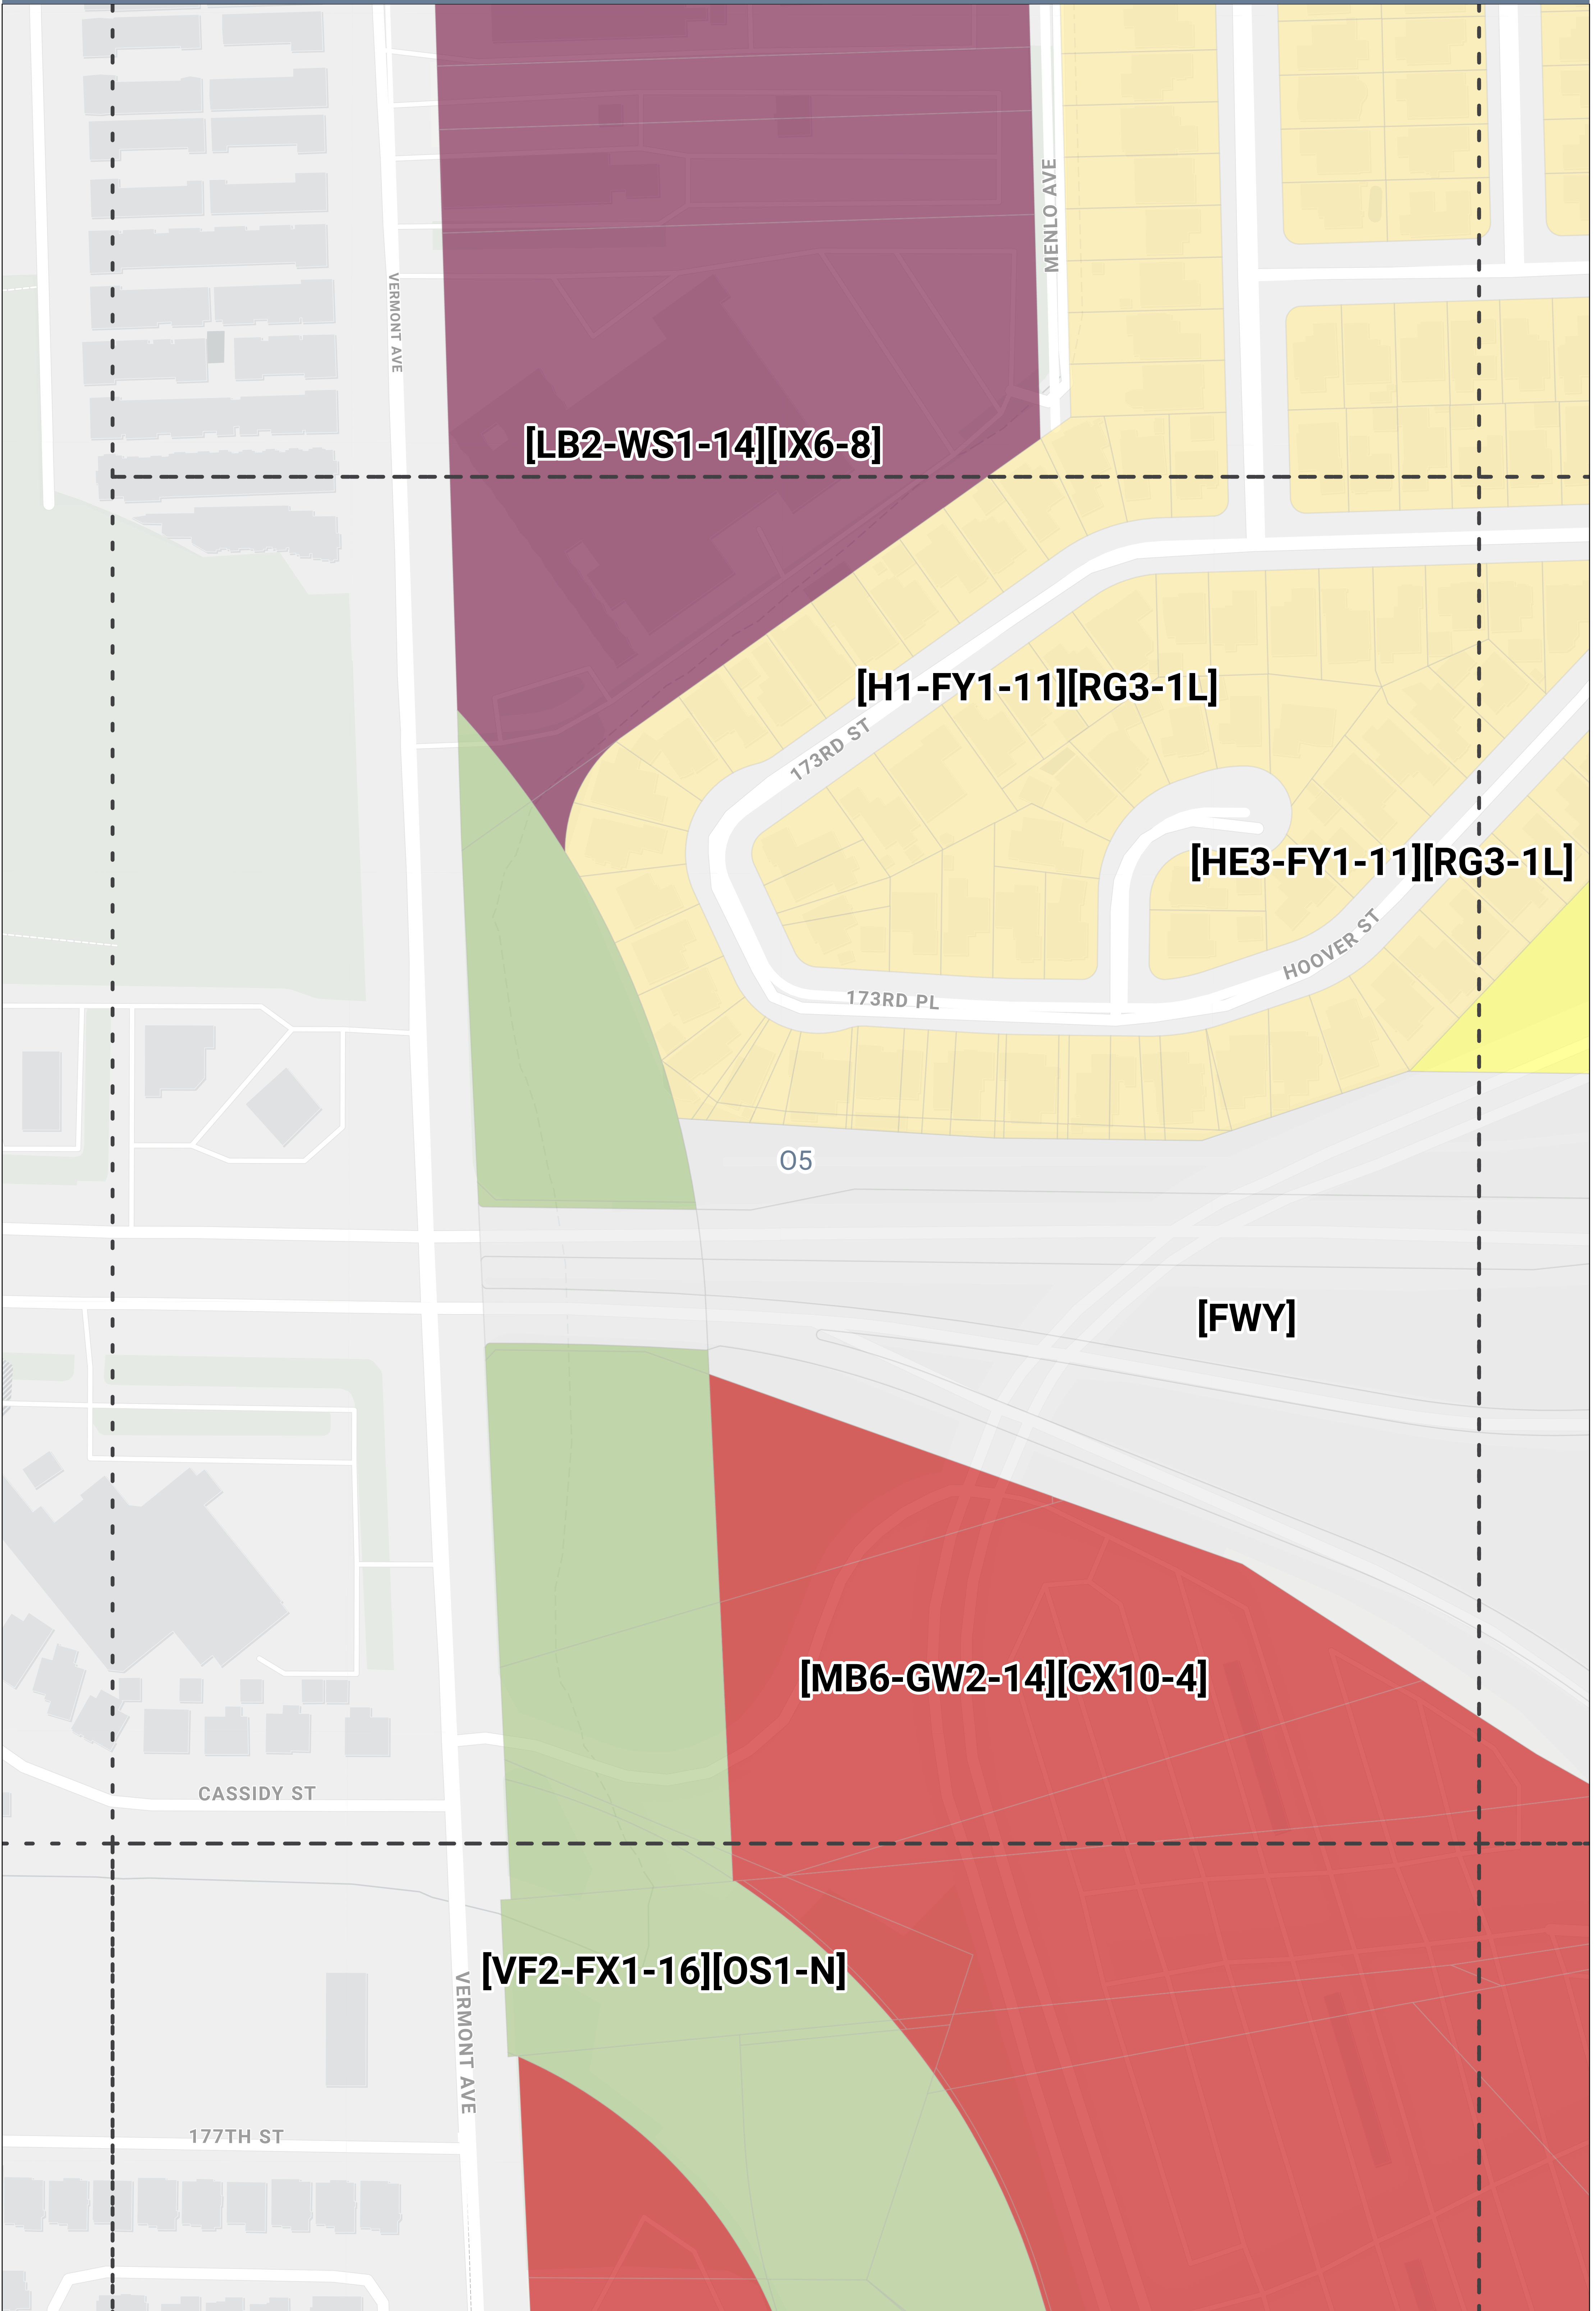 MENLO AVE
VERMONT AVE
[LB2-WS1-14][IX6-8]
[H1-FY1-11][RG3-1L]
173RD ST
[HE3-FY1-11][RG3-1L]
HOOVER ST
173RD PL
O5
[FWY]
[MB6-GW2-14][CX10-4]
CASSIDY ST
[VF2-FX1-16][OS1-N]
VERMONT AVE
177TH ST